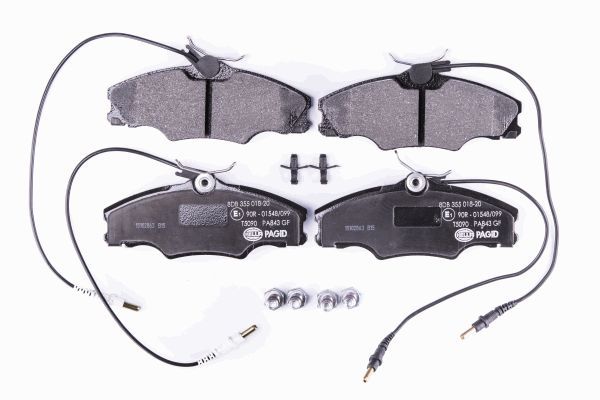 8DB 355 018-20
E1 90R - 01548/099
T5090 PA843 GF
HELLA PAGID
8DB 355 018-20
E1 90R - 01548/099
T5090 PA843 GF
HELLA PAGID